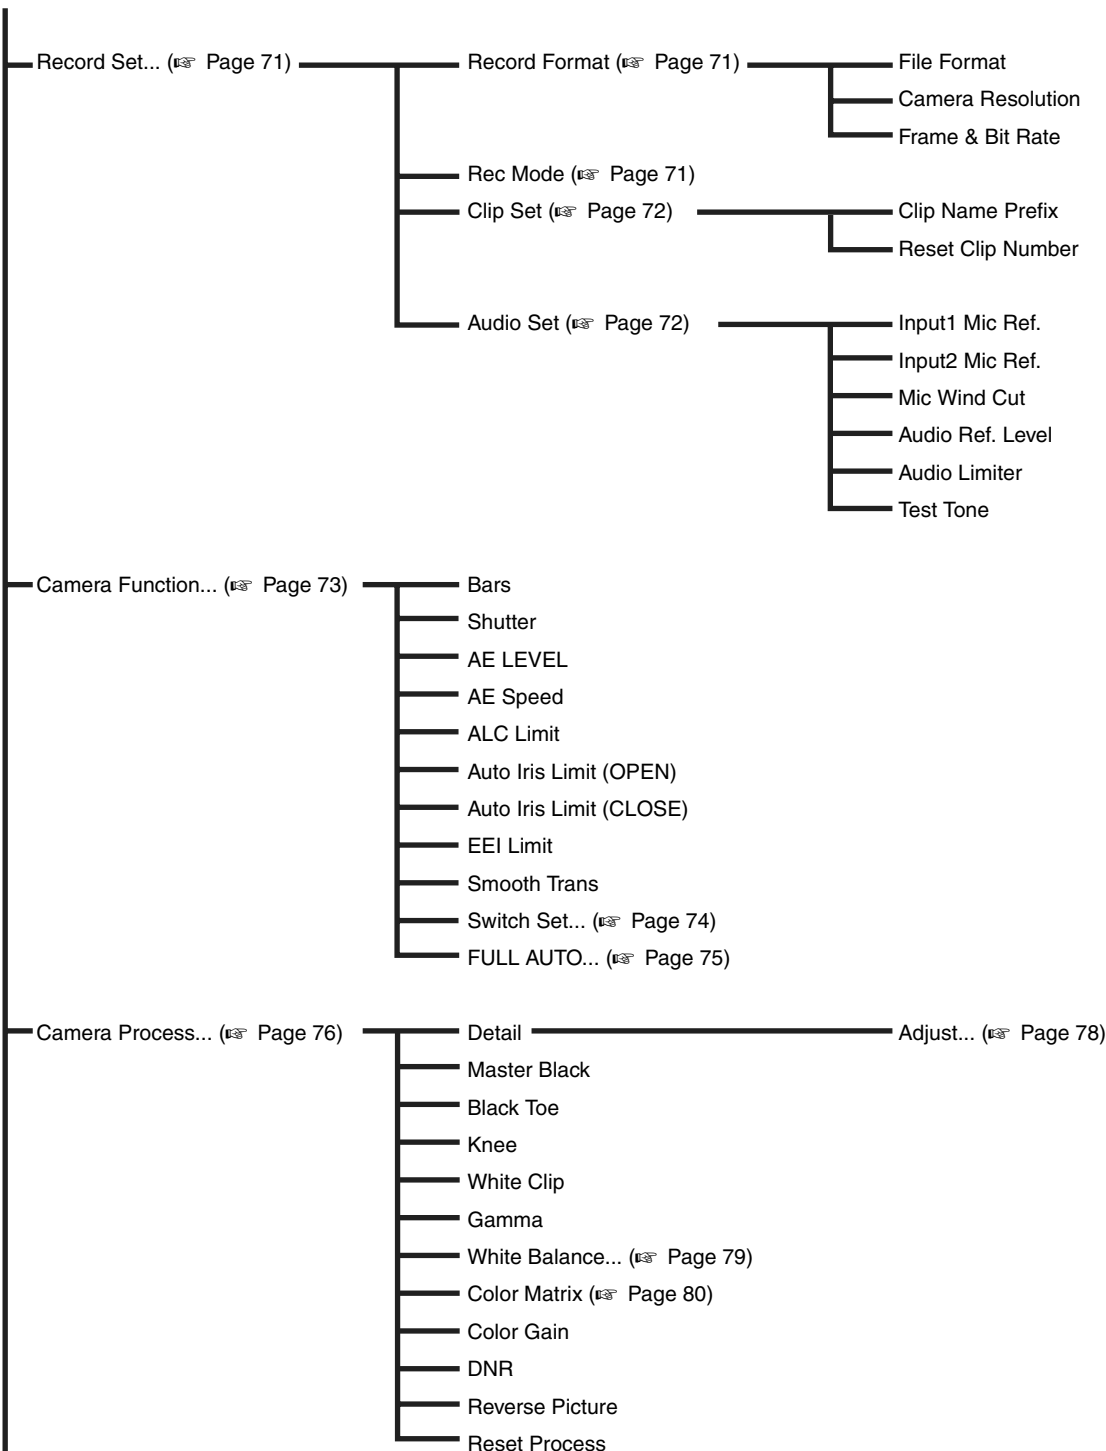 Record Set... (☞ Page 71) Record Format (☞ Page 71) File Format
Camera Resolution
Frame & Bit Rate
Rec Mode (☞ Page 71)
Clip Set (☞ Page 72) Clip Name Prefix
Reset Clip Number
Audio Set (☞ Page 72) Input1 Mic Ref.
Input2 Mic Ref.
Mic Wind Cut
Audio Ref. Level
Audio Limiter
Test Tone
Camera Function... (☞ Page 73) Bars
Shutter
AE LEVEL
AE Speed
ALC Limit
Auto Iris Limit (OPEN)
Auto Iris Limit (CLOSE)
EEI Limit
Smooth Trans
Switch Set... (☞ Page 74)
FULL AUTO... (☞ Page 75)
Camera Process... (☞ Page 76) Detail Adjust... (☞ Page 78)
Master Black
Black Toe
Knee
White Clip
Gamma
White Balance... (☞ Page 79)
Color Matrix (☞ Page 80)
Color Gain
DNR
Reverse Picture
Reset Process